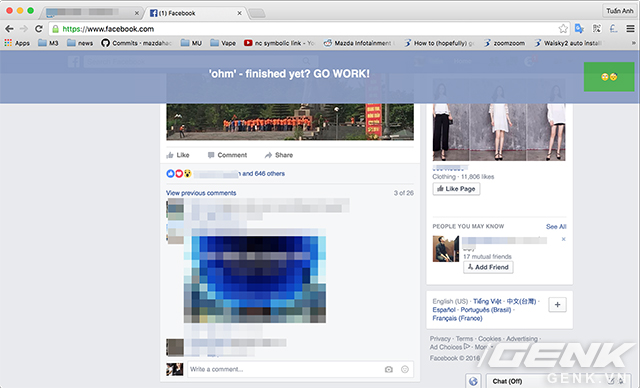 Tuấn Anh
(1) Facebook
https://www.facebook.com
Apps
M3
news
Commits · mazdahac
MU
Vape
nc symbolic link - Yo
Mazda Infotainment
How to (hopefully) ge
zoomzoom
Waisky2 auto install
'ohm' - finished yet? GO WORK!
Like Comment Share
and 646 others
View previous comments 3 of 26
Write a comment...
Clothing · 11,806 likes
Like Page
PEOPLE YOU MAY KNOW See All
17 mutual friends
Add Friend
English (US) · Tiếng Việt · 中文(台灣) ·
Español · Português (Brasil) ·
Français (France)
Privacy · Terms · Cookies · Advertising ·
Ad Choices · More
Facebook © 2016
Chat (Off)
GENK
GENK.VN